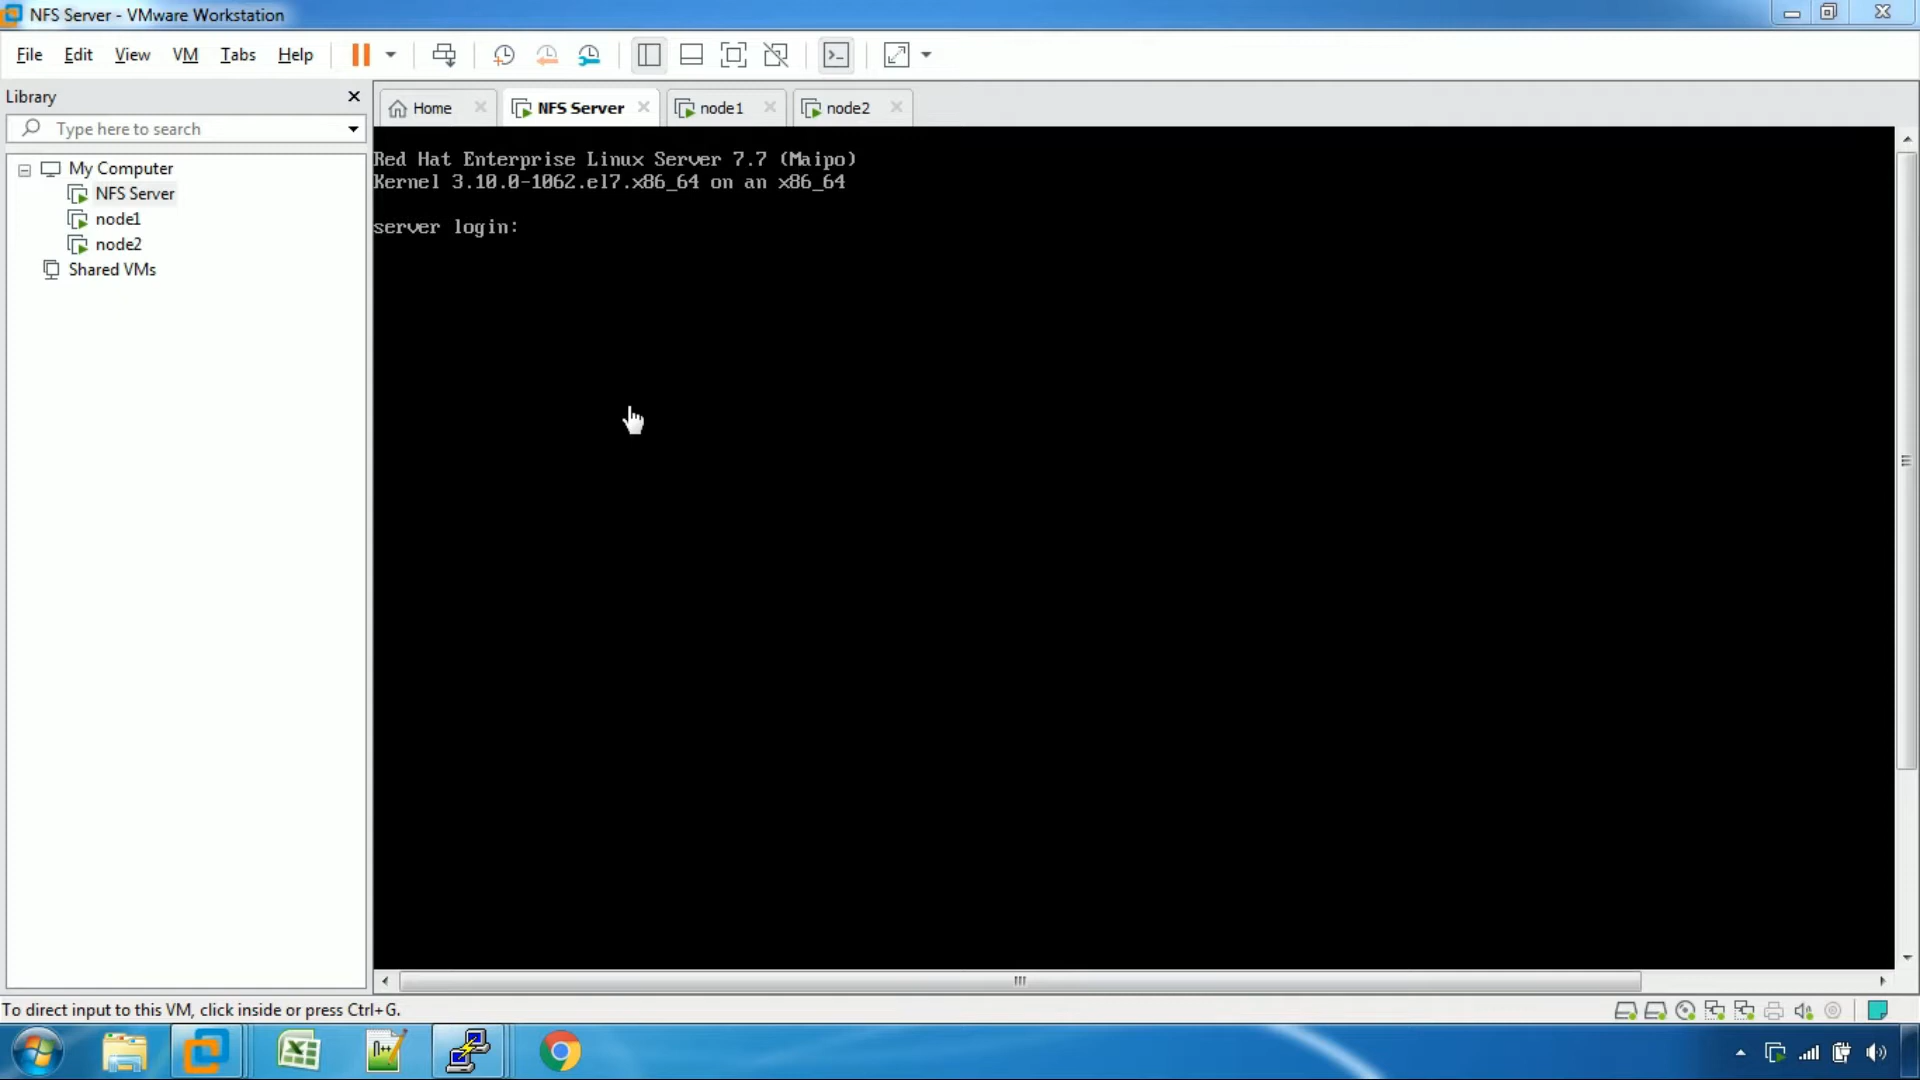 NFS Server - VMware Workstation
File Edit View VM Tabs Help
Library
Type here to search
My Computer
NFS Server
node1
node2
Shared VMs
Home NFS Server node1 node2
Red Hat Enterprise Linux Server 7.7 (Maipo)
Kernel 3.10.0-1062.el7.x86_64 on an x86_64
server login:
To direct input to this VM, click inside or press Ctrl+G.